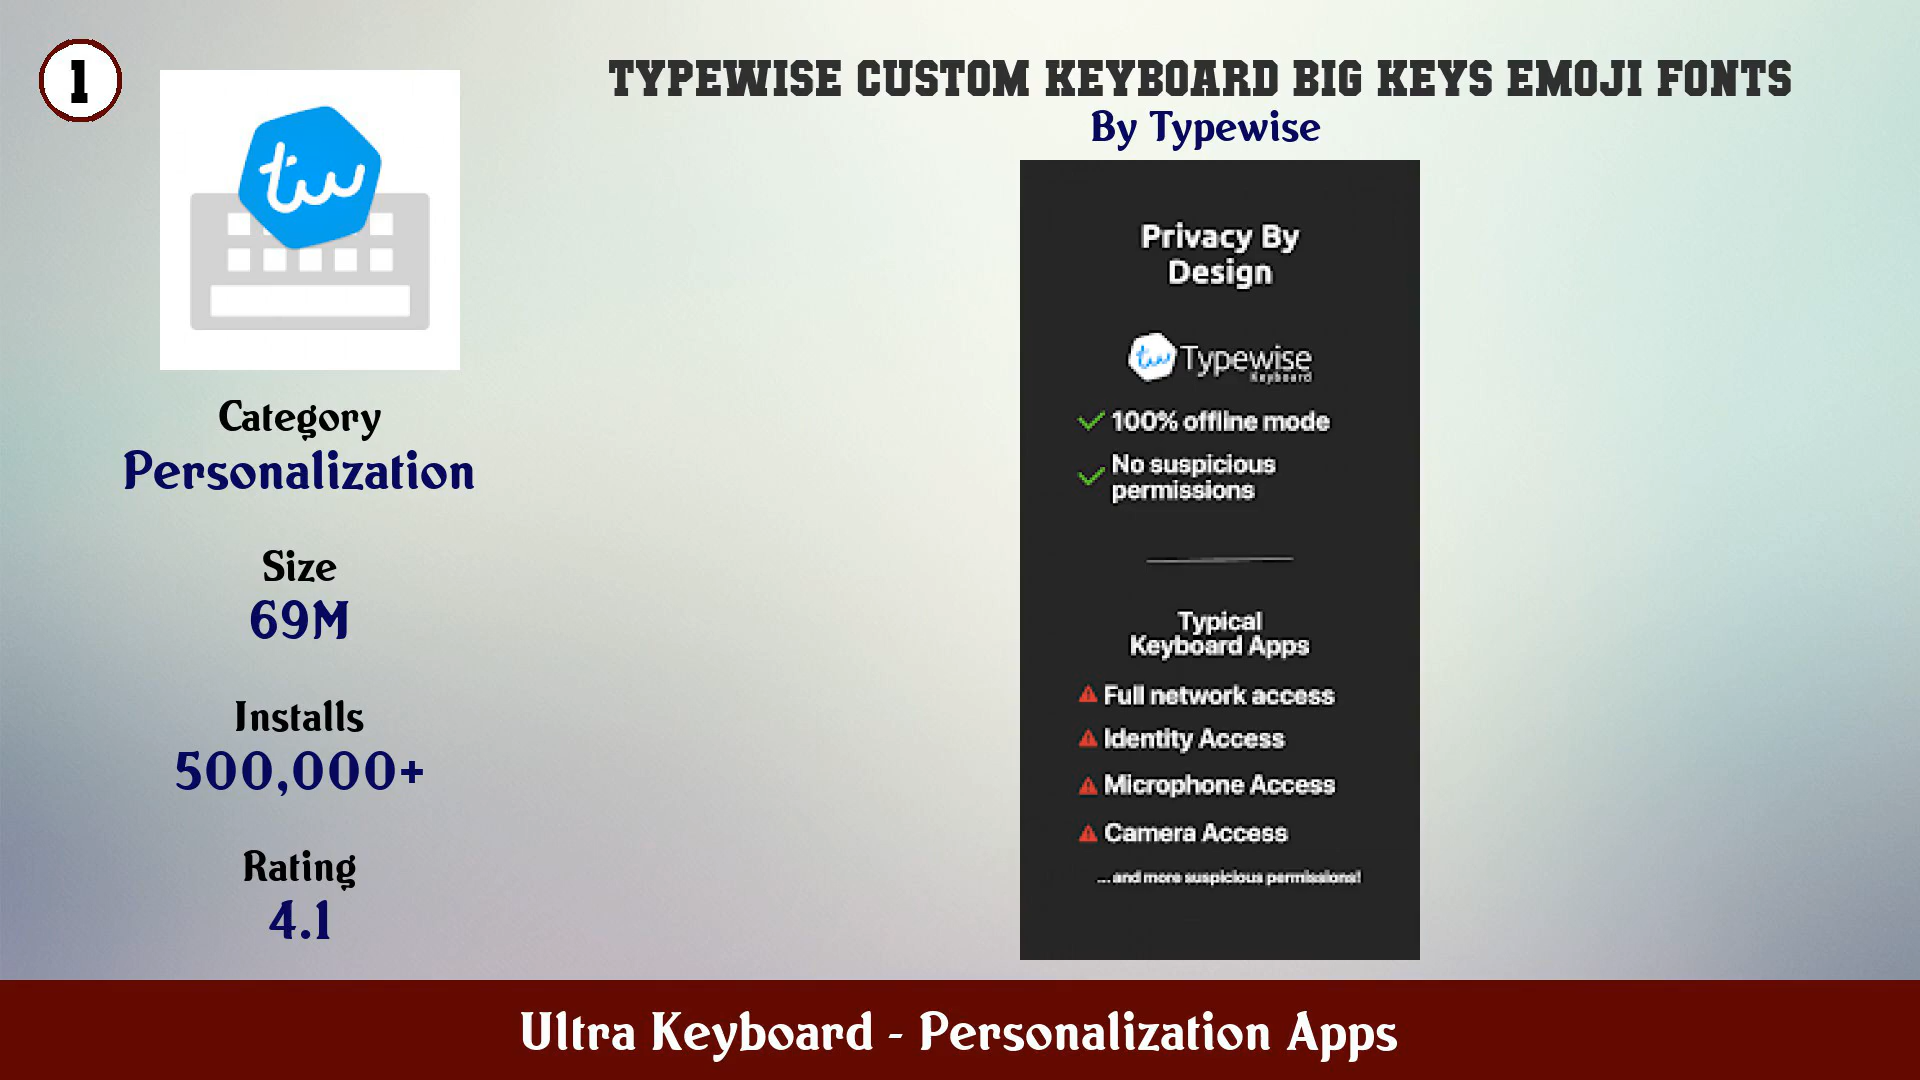 1
TYPEWISE CUSTOM KEYBOARD BIG KEYS EMOJI FONTS
By Typewise
tw
Category
Personalization
Size
69M
Installs
500,000+
Rating
4.1
Privacy By
Design
tw Typewise
Keyboard
100% offline mode
No suspicious
permissions
Typical
Keyboard Apps
Full network access
Identity Access
Microphone Access
Camera Access
...and more suspicious permissions!
Ultra Keyboard - Personalization Apps